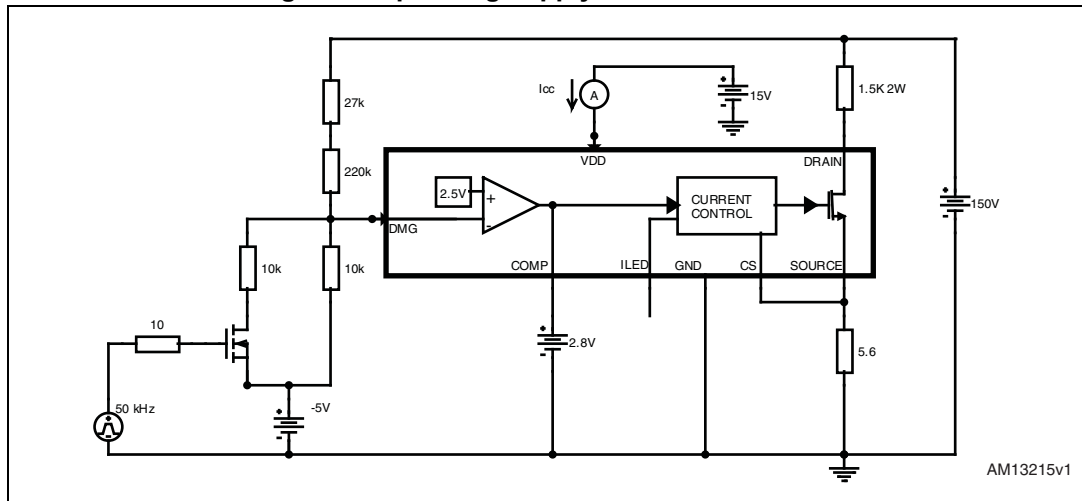 27k
220k
10k
10k
10
50 kHz
-5V
Icc
A
15V
VDD
DRAIN
1.5K 2W
150V
2.5V
+
-
DMG
CURRENT
CONTROL
COMP
ILED
GND
CS
SOURCE
2.8V
5.6
AM13215v1